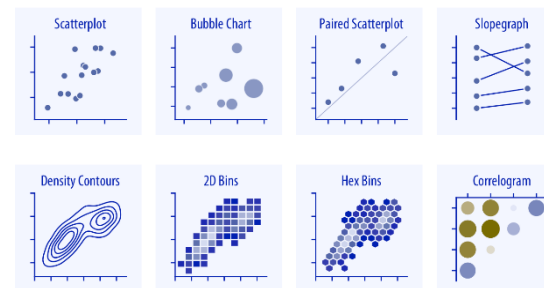 Scatterplot
Bubble Chart
Paired Scatterplot
Slopegraph
Density Contours
2D Bins
Hex Bins
Correlogram